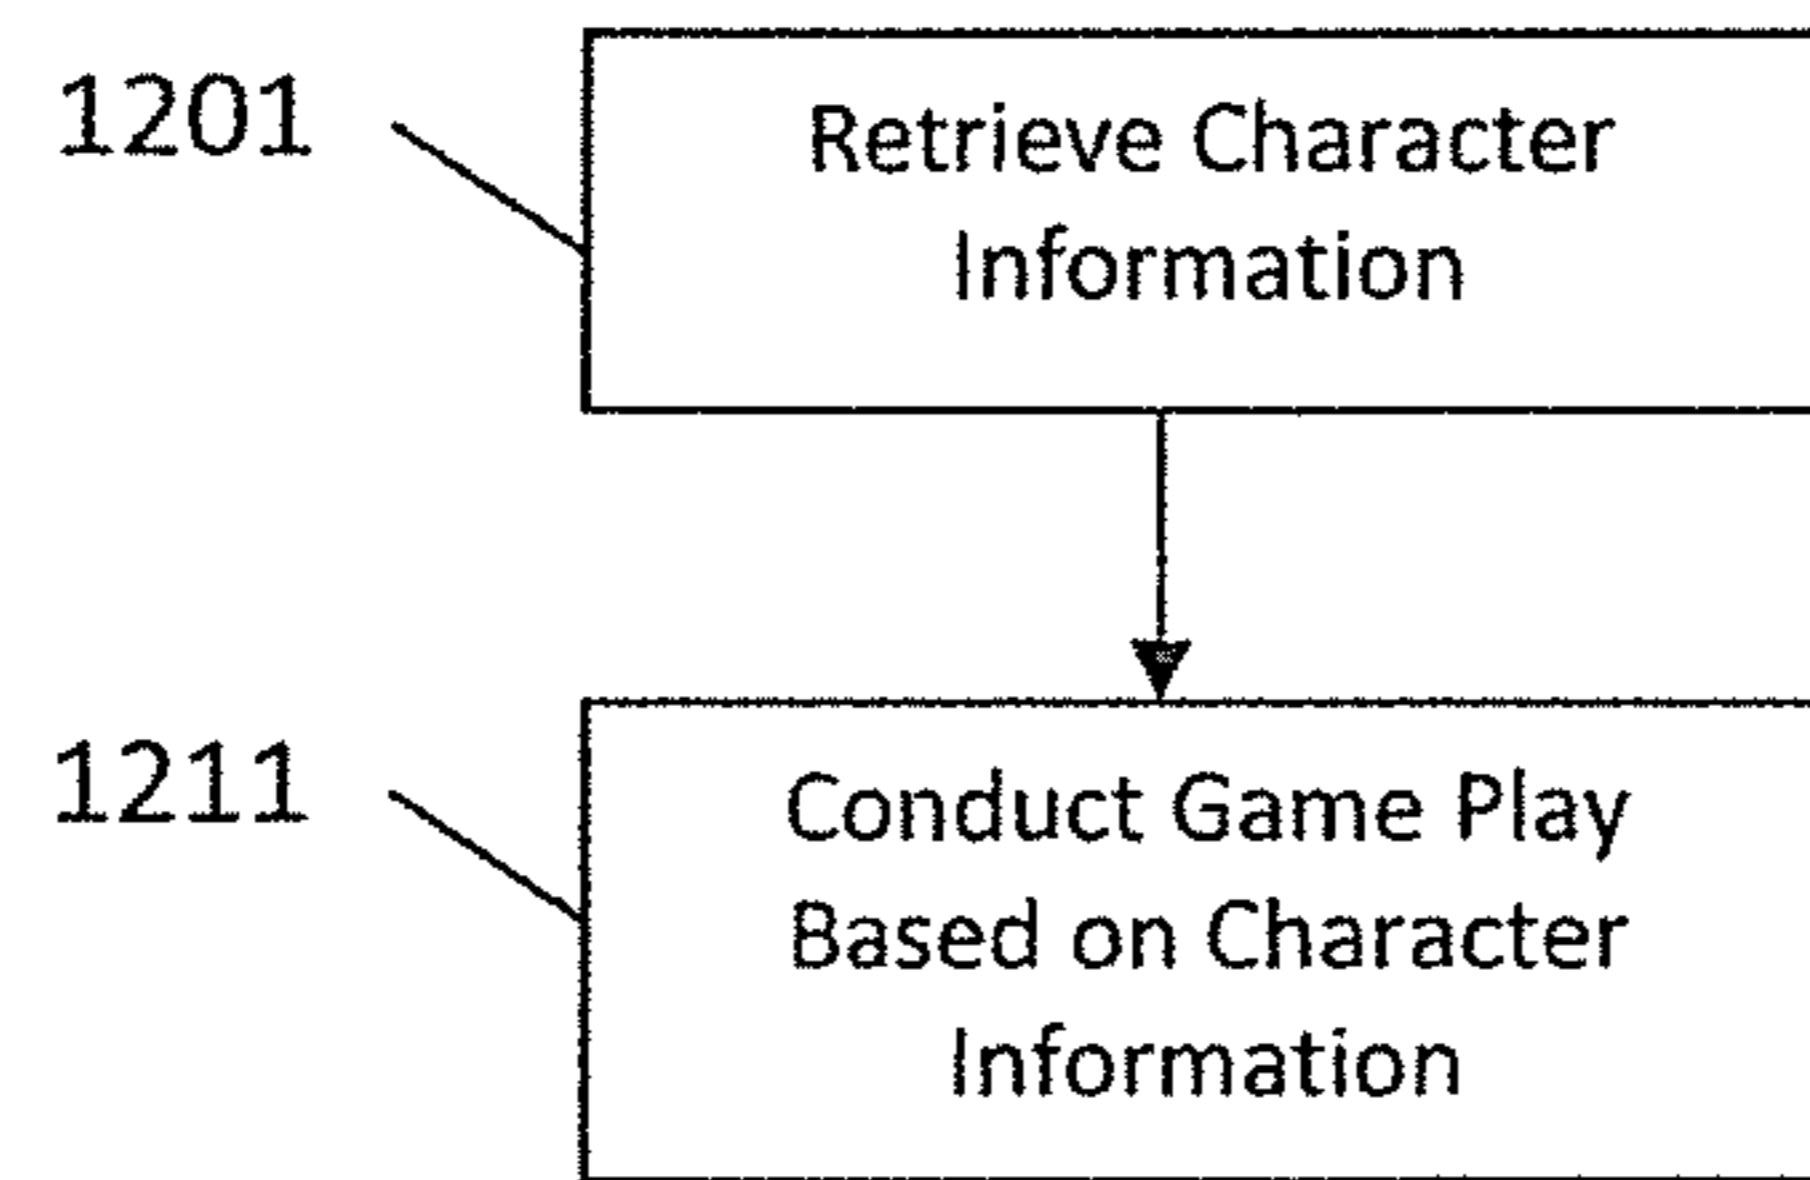 1201
Retrieve Character
Information
1211
Conduct Game Play
Based on Character
Information